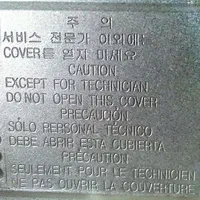 주 의
서비스 전문가 이외에
COVER를 열지 마세요
CAUTION
EXCEPT FOR TECHNICIAN
DO NOT OPEN THIS COVER
PRECAUCIÓN
SÓLO PERSONAL TÉCNICO
DEBE ABRIR ESTA CUBIERTA
PRÉCAUTION
SEULEMENT POUR LE TECHNICIEN
NE PAS OUVRIR LA COUVERTURE